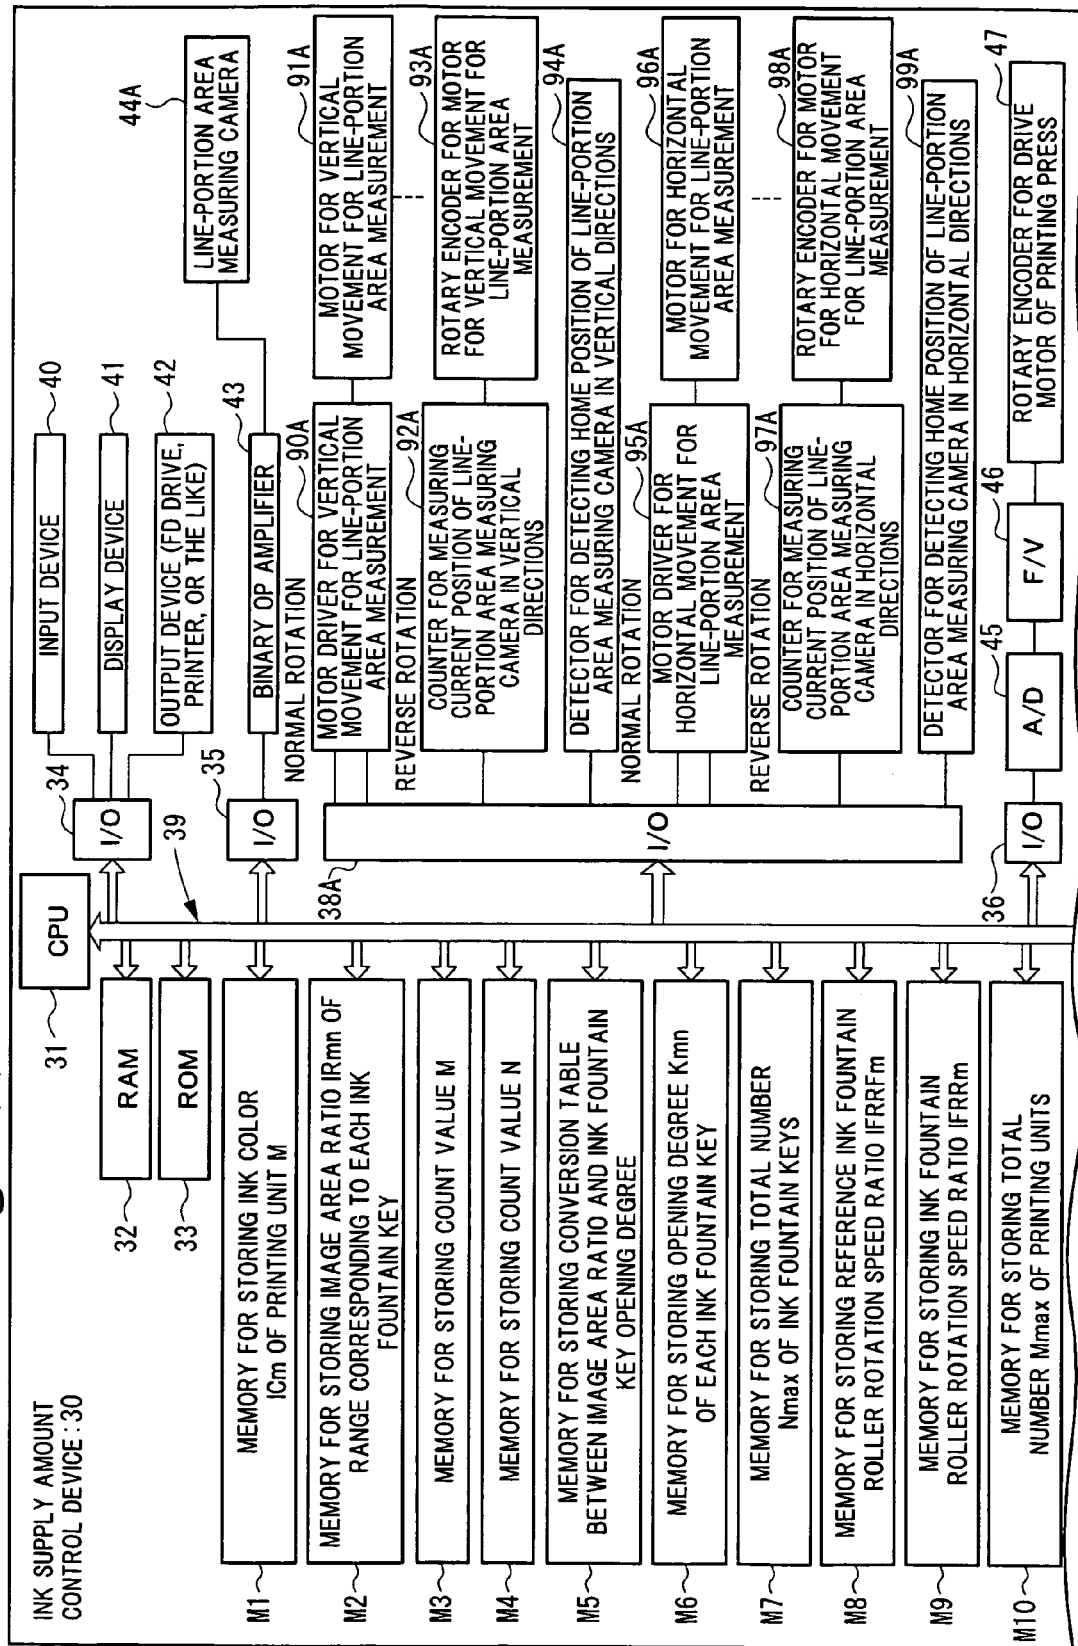 INK SUPPLY AMOUNT
CONTROL DEVICE : 30
CPU
31
RAM
32
ROM
33
39
MEMORY FOR STORING INK COLOR
ICm OF PRINTING UNIT M
M1
MEMORY FOR STORING IMAGE AREA RATIO IRmn OF
RANGE CORRESPONDING TO EACH INK
FOUNTAIN KEY
M2
MEMORY FOR STORING COUNT VALUE M
M3
MEMORY FOR STORING COUNT VALUE N
M4
MEMORY FOR STORING CONVERSION TABLE
BETWEEN IMAGE AREA RATIO AND INK FOUNTAIN
KEY OPENING DEGREE
M5
MEMORY FOR STORING OPENING DEGREE Kmn
OF EACH INK FOUNTAIN KEY
M6
MEMORY FOR STORING TOTAL NUMBER
Nmax OF INK FOUNTAIN KEYS
M7
MEMORY FOR STORING REFERENCE INK FOUNTAIN
ROLLER ROTATION SPEED RATIO IFRRFm
M8
MEMORY FOR STORING INK FOUNTAIN
ROLLER ROTATION SPEED RATIO IFRRm
M9
MEMORY FOR STORING TOTAL
NUMBER Mmax OF PRINTING UNITS
M10
I/O
34
INPUT DEVICE
40
DISPLAY DEVICE
41
OUTPUT DEVICE (FD DRIVE,
PRINTER, OR THE LIKE)
42
I/O
35
BINARY OP AMPLIFIER
43
LINE-PORTION AREA
MEASURING CAMERA
44A
I/O
38A
NORMAL ROTATION
MOTOR DRIVER FOR VERTICAL
MOVEMENT FOR LINE-PORTION
AREA MEASUREMENT
90A
REVERSE ROTATION
MOTOR FOR VERTICAL
MOVEMENT FOR LINE-PORTION
AREA MEASUREMENT
91A
COUNTER FOR MEASURING
CURRENT POSITION OF LINE-
PORTION AREA MEASURING
CAMERA IN VERTICAL
DIRECTIONS
92A
ROTARY ENCODER FOR MOTOR
FOR VERTICAL MOVEMENT FOR
LINE-PORTION AREA
MEASUREMENT
93A
DETECTOR FOR DETECTING HOME POSITION OF LINE-PORTION
AREA MEASURING CAMERA IN VERTICAL DIRECTIONS
94A
NORMAL ROTATION
MOTOR DRIVER FOR
HORIZONTAL MOVEMENT FOR
LINE-PORTION AREA
MEASUREMENT
95A
REVERSE ROTATION
MOTOR FOR HORIZONTAL
MOVEMENT FOR LINE-PORTION
AREA MEASUREMENT
96A
COUNTER FOR MEASURING
CURRENT POSITION OF LINE-
PORTION AREA MEASURING
CAMERA IN HORIZONTAL
DIRECTIONS
97A
ROTARY ENCODER FOR MOTOR
FOR HORIZONTAL MOVEMENT
FOR LINE-PORTION AREA
MEASUREMENT
98A
DETECTOR FOR DETECTING HOME POSITION OF LINE-PORTION
AREA MEASURING CAMERA IN HORIZONTAL DIRECTIONS
99A
I/O
36
A/D
45
F/V
46
ROTARY ENCODER FOR DRIVE
MOTOR OF PRINTING PRESS
47